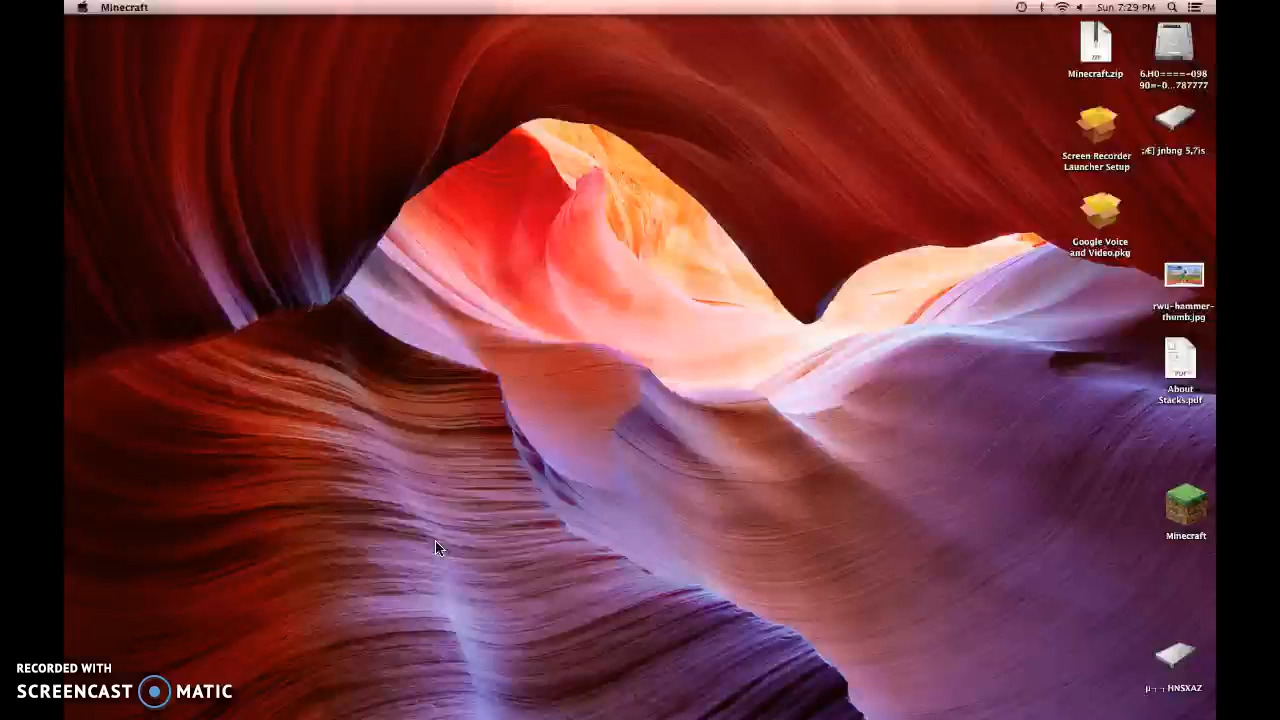 Minecraft
Sun 7:29 PM
Minecraft.zip
6.H0====-098
90=-0...787777
Screen Recorder
Launcher Setup
;Æ] jnbng 5,7is
Google Voice
and Video.pkg
rwu-hammer-
thumb.jpg
About
Stacks.pdf
Minecraft
HNSXAZ
RECORDED WITH
SCREENCAST MATIC